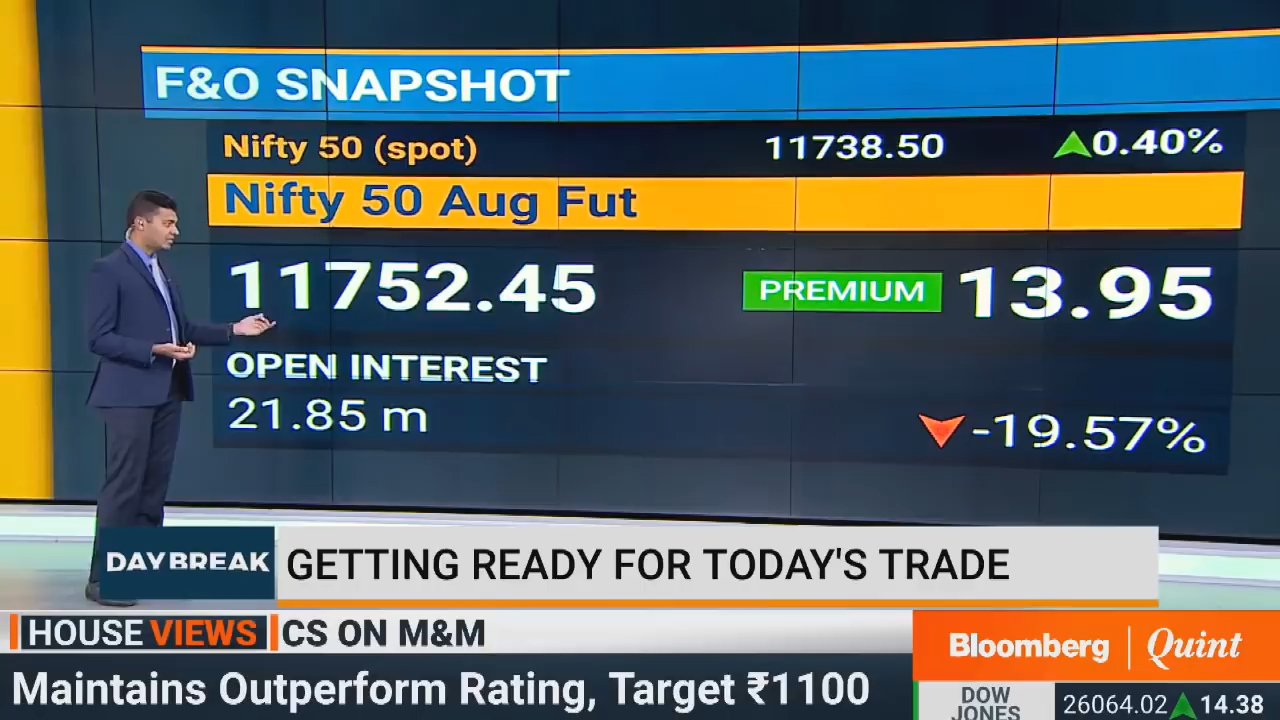 F&O SNAPSHOT
Nifty 50 (spot) 11738.50 0.40%
Nifty 50 Aug Fut
11752.45 PREMIUM 13.95
OPEN INTEREST
21.85 m -19.57%
DAYBREAK GETTING READY FOR TODAY'S TRADE
HOUSE VIEWS CS ON M&M
Maintains Outperform Rating, Target ₹1100
Bloomberg | Quint
DOW JONES 26064.02 14.38